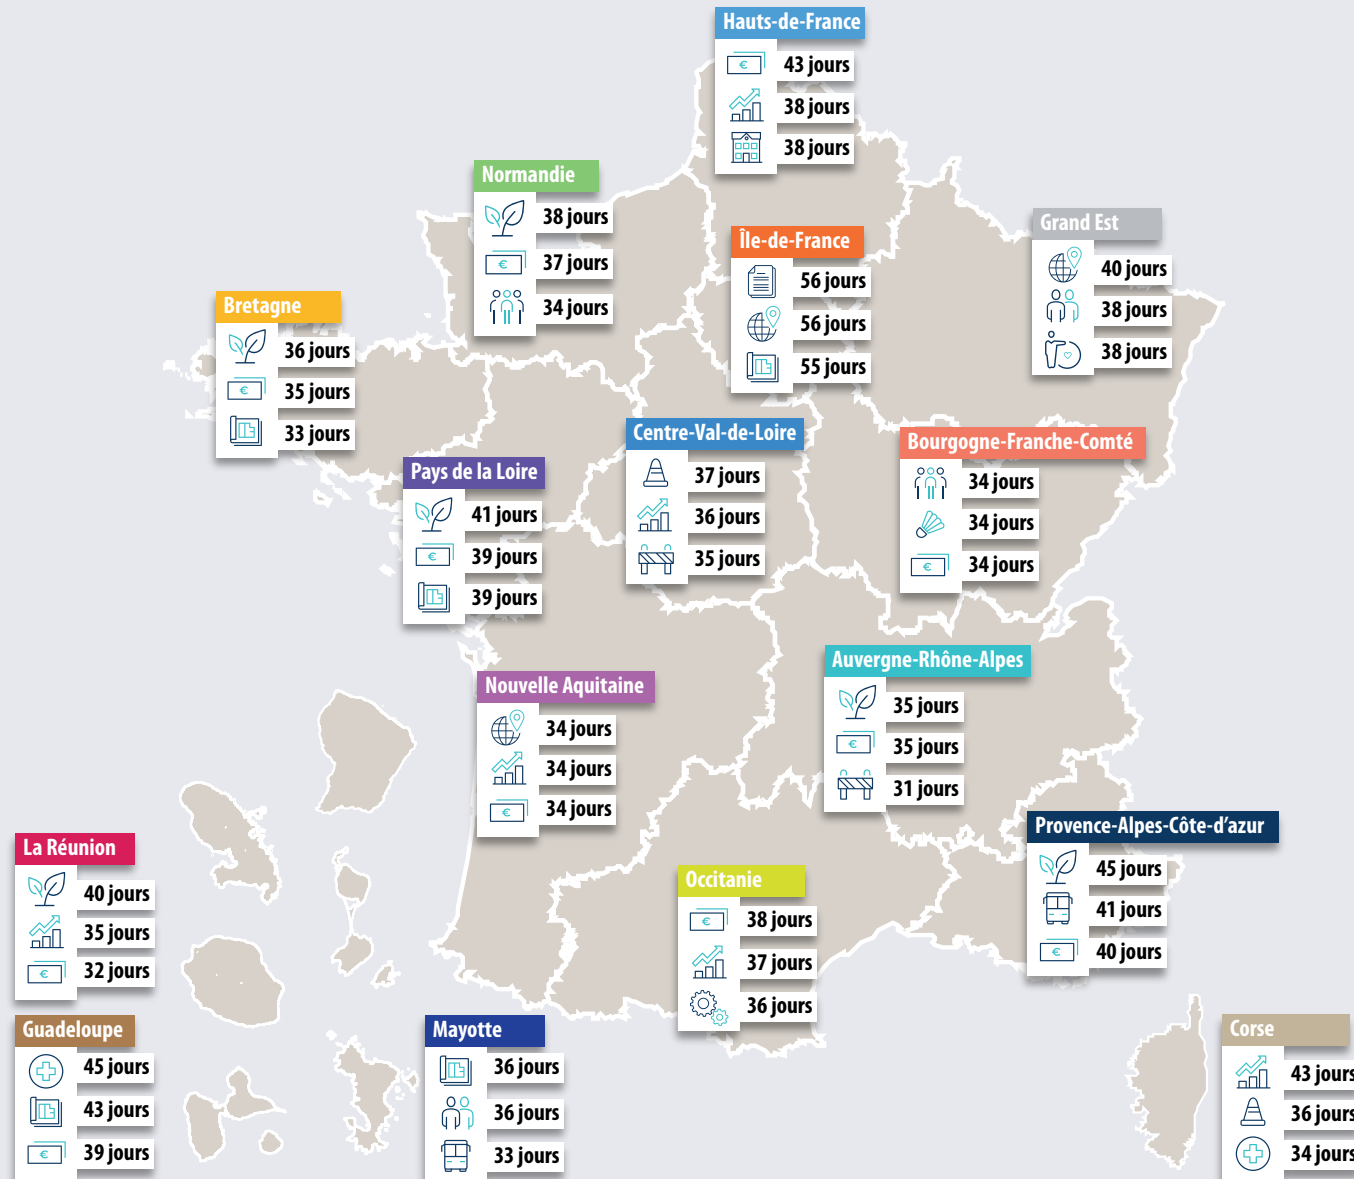 Hauts-de-France
43 jours
38 jours
38 jours
Normandie
38 jours
37 jours
34 jours
Île-de-France
56 jours
56 jours
55 jours
Grand Est
40 jours
38 jours
38 jours
Bretagne
36 jours
35 jours
33 jours
Centre-Val-de-Loire
37 jours
36 jours
35 jours
Bourgogne-Franche-Comté
34 jours
34 jours
34 jours
Pays de la Loire
41 jours
39 jours
39 jours
Auvergne-Rhône-Alpes
35 jours
35 jours
31 jours
Nouvelle Aquitaine
34 jours
34 jours
34 jours
Provence-Alpes-Côte-d'azur
45 jours
41 jours
40 jours
La Réunion
40 jours
35 jours
32 jours
Occitanie
38 jours
37 jours
36 jours
Guadeloupe
45 jours
43 jours
39 jours
Mayotte
36 jours
36 jours
33 jours
Corse
43 jours
36 jours
34 jours